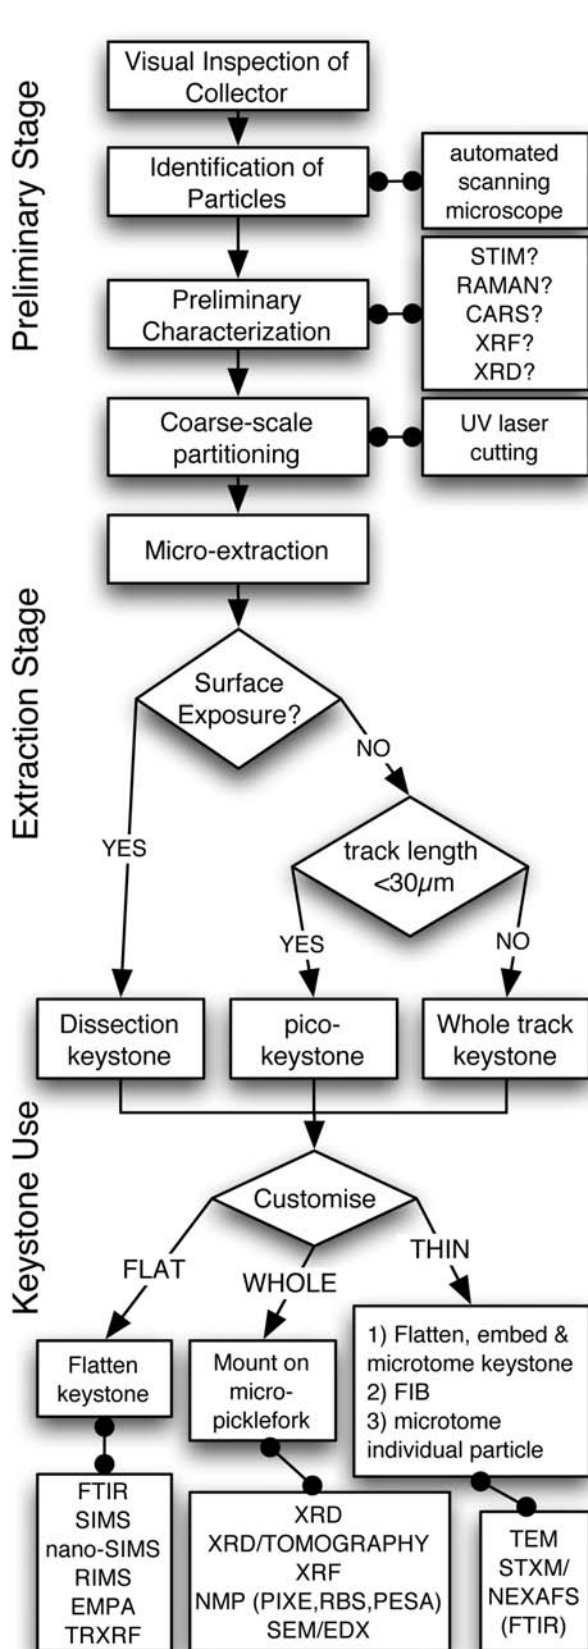 Preliminary Stage
Visual Inspection of
Collector
Identification of
Particles
automated
scanning
microscope
Preliminary
Characterization
STIM?
RAMAN?
CARS?
XRF?
XRD?
Coarse-scale
partitioning
UV laser
cutting
Extraction Stage
Micro-extraction
Surface
Exposure?
NO
YES
track length
<30µm
YES
NO
Dissection
keystone
pico-
keystone
Whole track
keystone
Keystone Use
Customise
FLAT
WHOLE
THIN
Flatten
keystone
Mount on
micro-
picklefork
1) Flatten, embed &
microtome keystone
2) FIB
3) microtome
individual particle
FTIR
SIMS
nano-SIMS
RIMS
EMPA
TRXRF
XRD
XRD/TOMOGRAPHY
XRF
NMP (PIXE,RBS,PESA)
SEM/EDX
TEM
STXM/
NEXAFS
(FTIR)